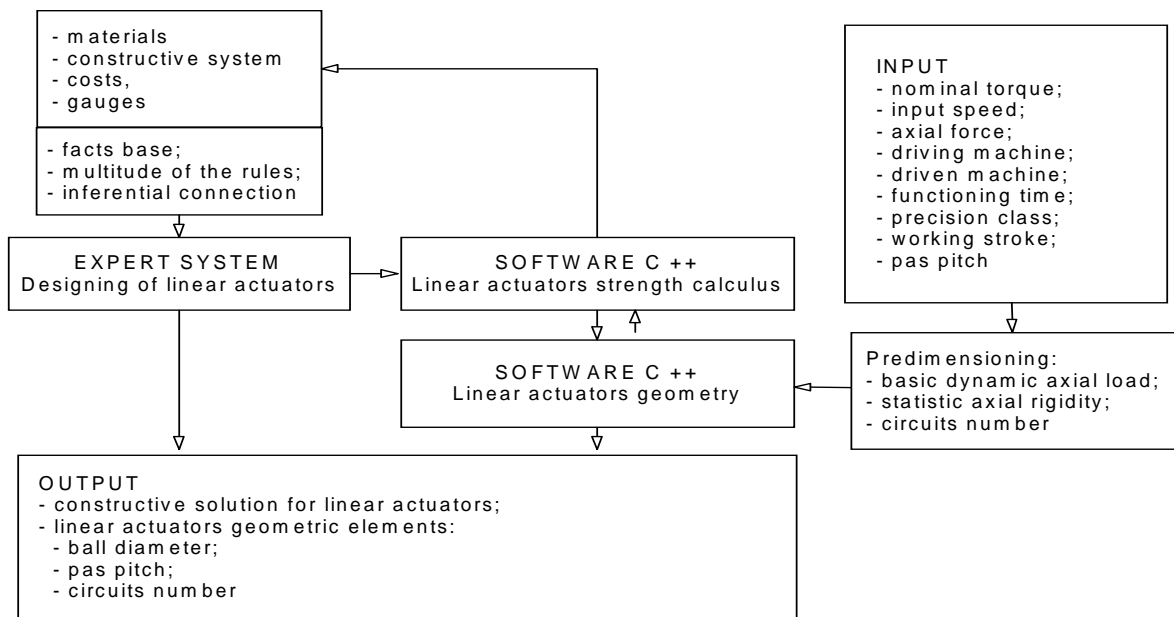 - materials
- constructive system
- costs,
- gauges
- facts base;
- multitude of the rules;
- inferential connection
EXPERT SYSTEM
Designing of linear actuators
SOFTWARE C ++
Linear actuators strength calculus
SOFTWARE C ++
Linear actuators geometry
INPUT
- nominal torque;
- input speed;
- axial force;
- driving machine;
- driven machine;
- functioning time;
- precision class;
- working stroke;
- pas pitch
Predimensioning:
- basic dynamic axial load;
- statistic axial rigidity;
- circuits number
OUTPUT
- constructive solution for linear actuators;
- linear actuators geometric elements:
- ball diameter;
- pas pitch;
- circuits number